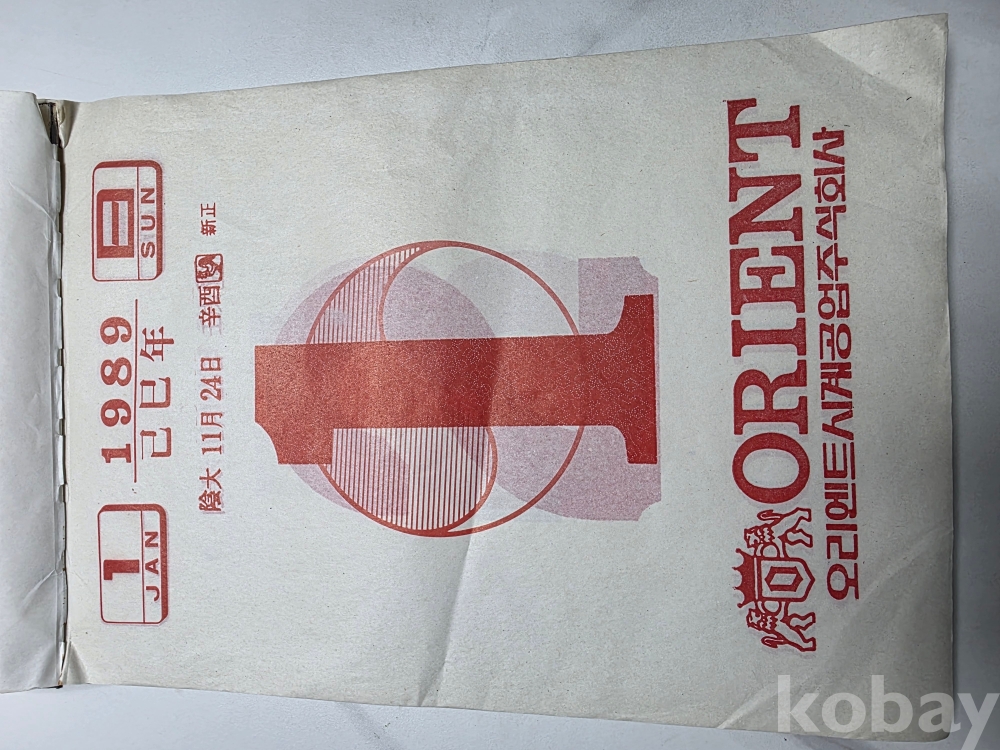 1
JAN
1989
己巳年
日
SUN
陰大 11月 24日 辛酉 新正
1
ORIENT
오리엔트시계공업주식회사
kobay